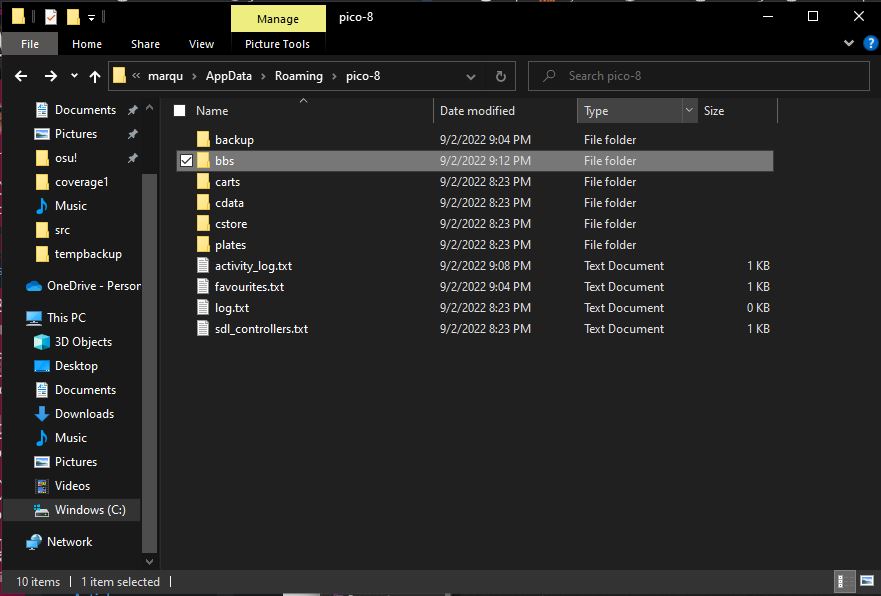 Manage
pico-8
File
Home
Share
View
Picture Tools
?
« marqu > AppData > Roaming > pico-8
Search pico-8
Name
Date modified
Type
Size
Documents
Pictures
osu!
coverage1
Music
src
tempbackup
OneDrive - Person
This PC
3D Objects
Desktop
Documents
Downloads
Music
Pictures
Videos
Windows (C:)
Network
backup 9/2/2022 9:04 PM File folder
bbs 9/2/2022 9:12 PM File folder
carts 9/2/2022 8:23 PM File folder
cdata 9/2/2022 8:23 PM File folder
cstore 9/2/2022 8:23 PM File folder
plates 9/2/2022 8:23 PM File folder
activity_log.txt 9/2/2022 9:08 PM Text Document 1 KB
favourites.txt 9/2/2022 9:04 PM Text Document 1 KB
log.txt 9/2/2022 8:23 PM Text Document 0 KB
sdl_controllers.txt 9/2/2022 8:23 PM Text Document 1 KB
10 items
1 item selected